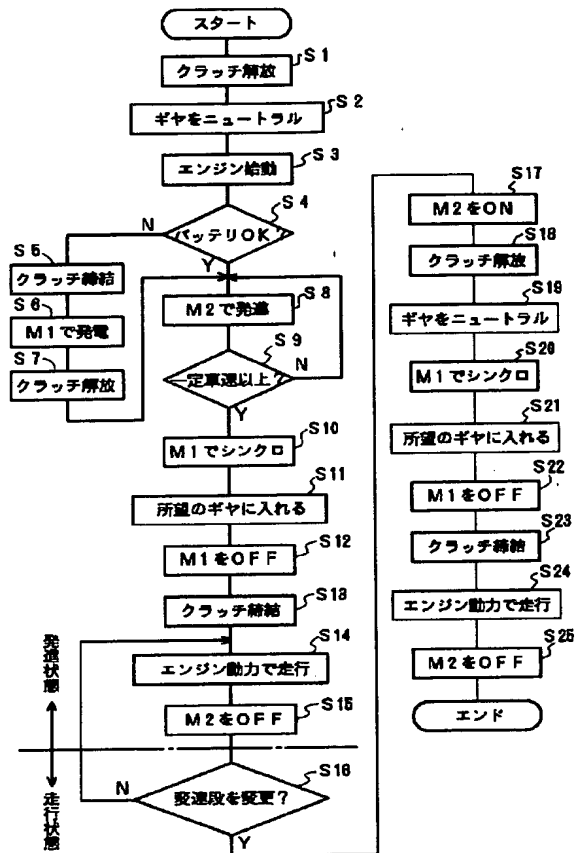 スタート
S1
クラッチ解放
S2
ギヤをニュートラル
S3
エンジン始動
S4
バッテリOK?
N
Y
S5
クラッチ締結
S6
M1で発電
S7
クラッチ解放
S8
M2で発進
S9
一定車速以上?
N
Y
S10
M1でシンクロ
S11
所望のギヤに入れる
S12
M1をOFF
S13
クラッチ締結
S14
エンジン動力で走行
S15
M2をOFF
発進状態
走行状態
S16
変速段を変更?
N
Y
S17
M2をON
S18
クラッチ解放
S19
ギヤをニュートラル
S20
M1でシンクロ
S21
所望のギヤに入れる
S22
M1をOFF
S23
クラッチ締結
S24
エンジン動力で走行
S25
M2をOFF
エンド